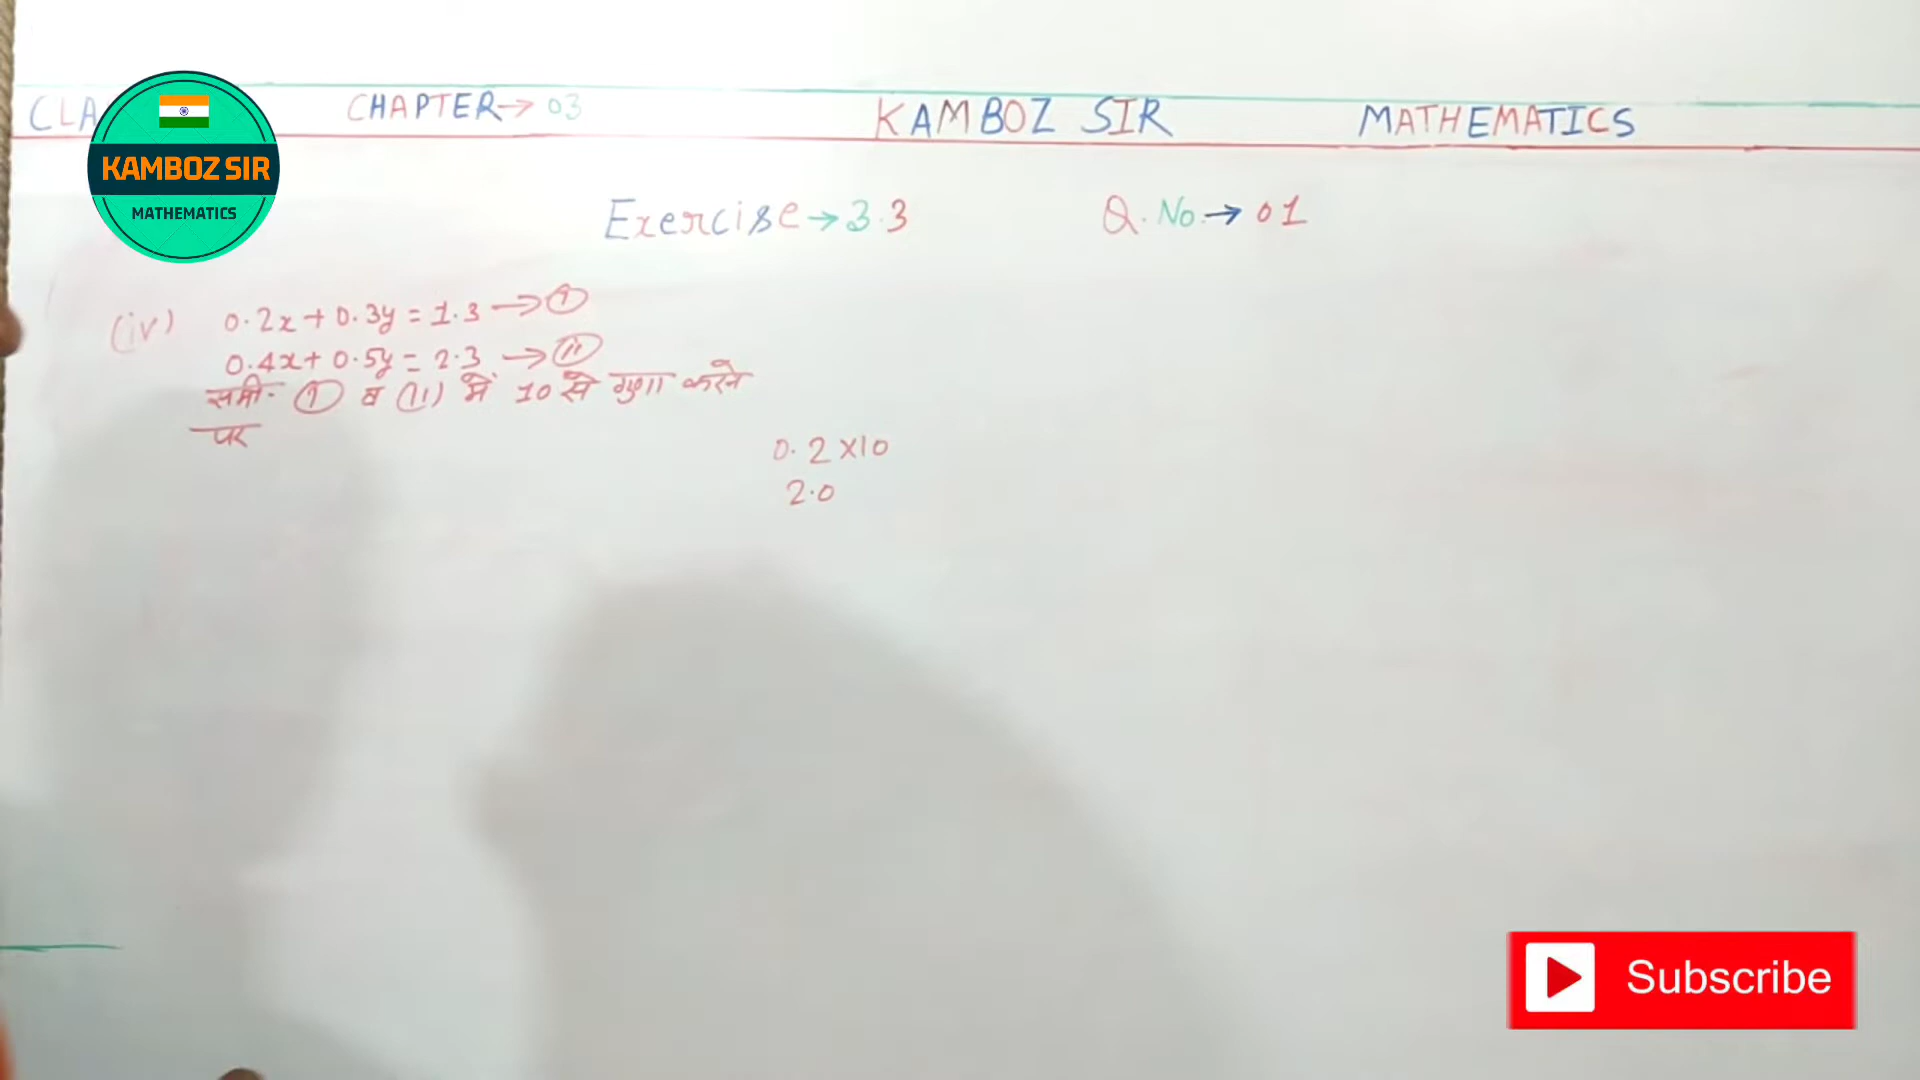 CLA CHAPTER→03 KAMBOZ SIR MATHEMATICS
KAMBOZ SIR
MATHEMATICS
Exercise→3.3 Q.No.→01
(iv) 0.2x+0.3y=1.3→(i)
0.4x+0.5y=2.3→(ii)
समी. (i) व (ii) में 10 से गुणा करने
पर
0.2×10
2.0
Subscribe